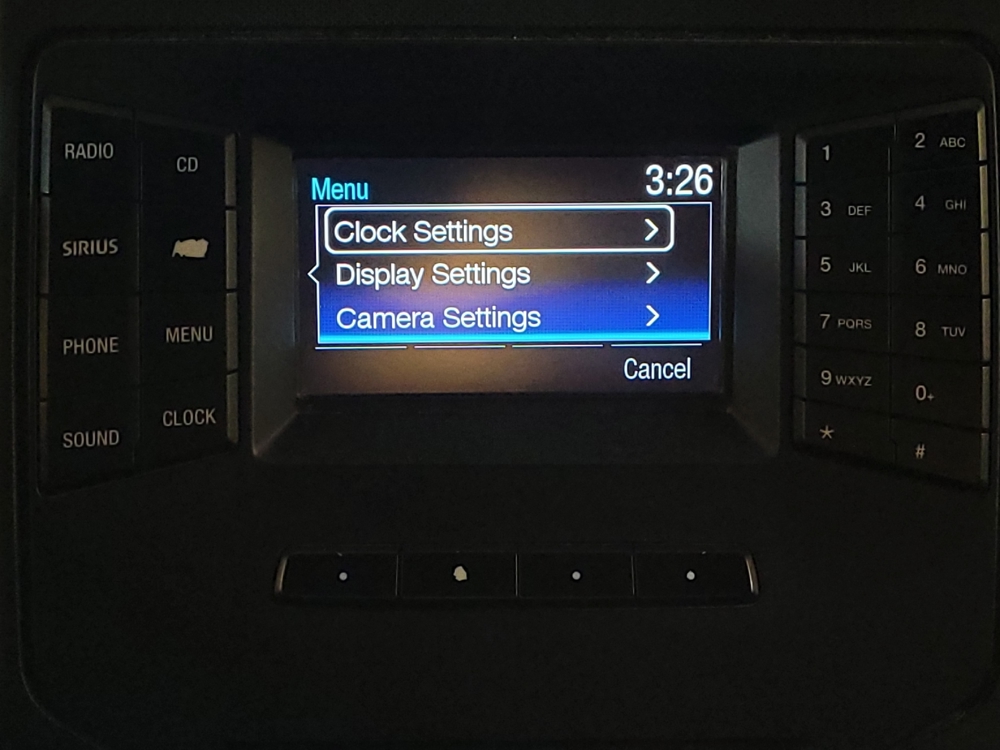 RADIO
CD
SIRIUS
PHONE
MENU
SOUND
CLOCK
Menu
3:26
Clock Settings
Display Settings
Camera Settings
Cancel
1
2 ABC
3 DEF
4 GHI
5 JKL
6 MNO
7 PQRS
8 TUV
9 WXYZ
0+
*
#